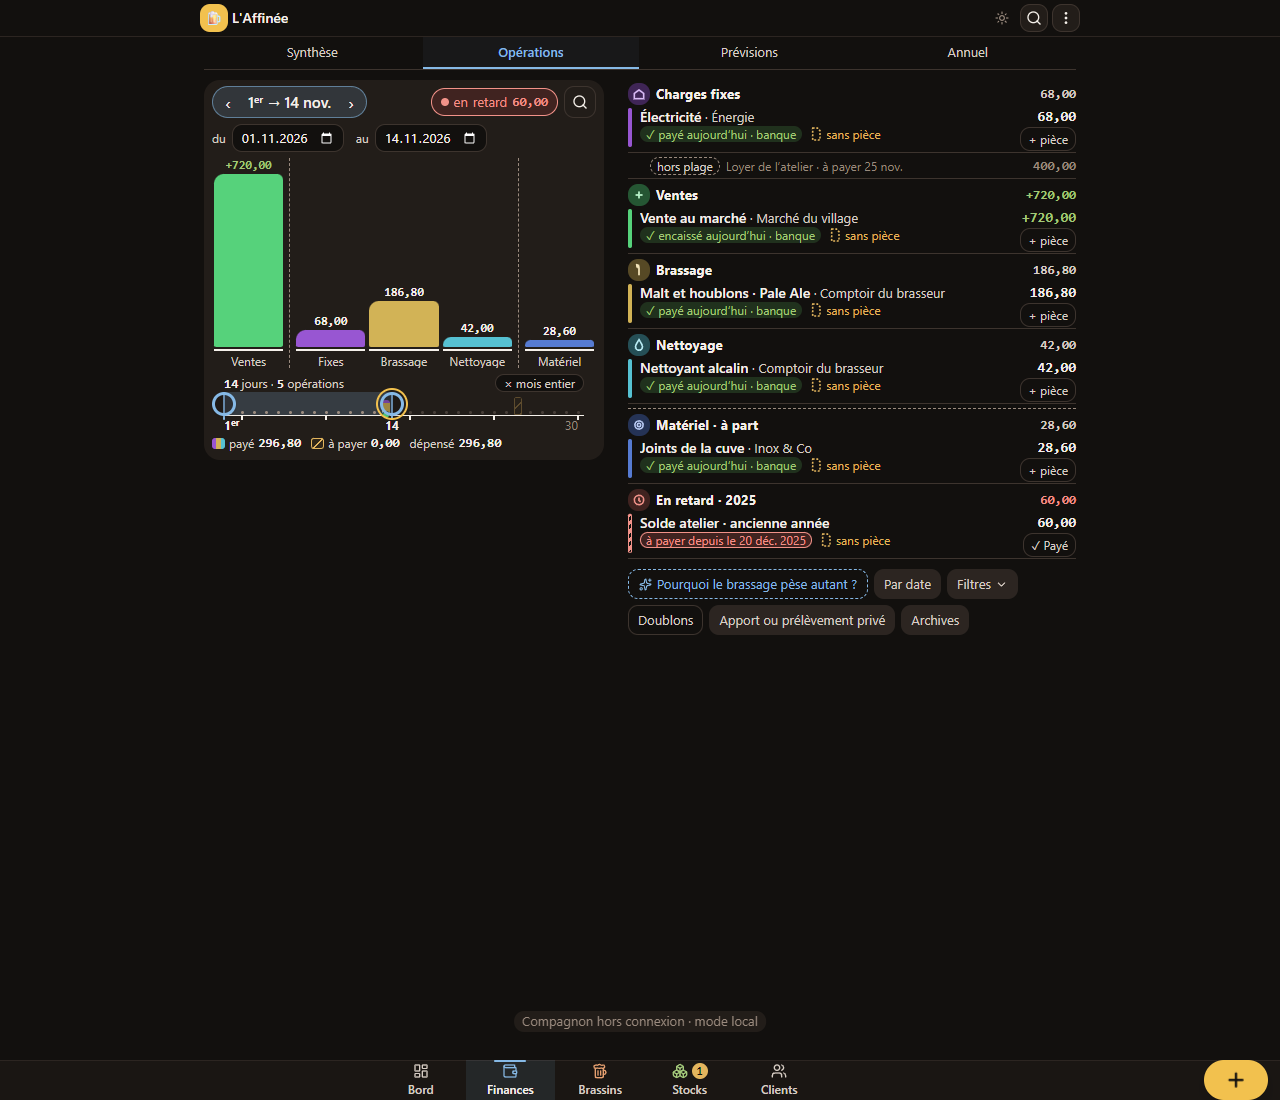 L'Affinée
Synthèse
Opérations
Prévisions
Annuel
‹ 1er → 14 nov. ›
en retard 60,00
du 01.11.2026 au 14.11.2026
+720,00
68,00
186,80
42,00
28,60
Ventes
Fixes
Brassage
Nettoyage
Matériel
14 jours · 5 opérations
× mois entier
1er
14
30
payé 296,80 à payer 0,00 dépensé 296,80
Charges fixes 68,00
Électricité · Énergie 68,00
✓ payé aujourd’hui · banque sans pièce + pièce
hors plage Loyer de l’atelier · à payer 25 nov. 400,00
Ventes +720,00
Vente au marché · Marché du village +720,00
✓ encaissé aujourd’hui · banque sans pièce + pièce
Brassage 186,80
Malt et houblons · Pale Ale · Comptoir du brasseur 186,80
✓ payé aujourd’hui · banque sans pièce + pièce
Nettoyage 42,00
Nettoyant alcalin · Comptoir du brasseur 42,00
✓ payé aujourd’hui · banque sans pièce + pièce
Matériel · à part 28,60
Joints de la cuve · Inox & Co 28,60
✓ payé aujourd’hui · banque sans pièce + pièce
En retard · 2025 60,00
Solde atelier · ancienne année 60,00
à payer depuis le 20 déc. 2025 sans pièce ✓ Payé
Pourquoi le brassage pèse autant ?
Par date
Filtres
Doublons
Apport ou prélèvement privé
Archives
Compagnon hors connexion · mode local
Bord
Finances
Brassins
1
Stocks
Clients
+